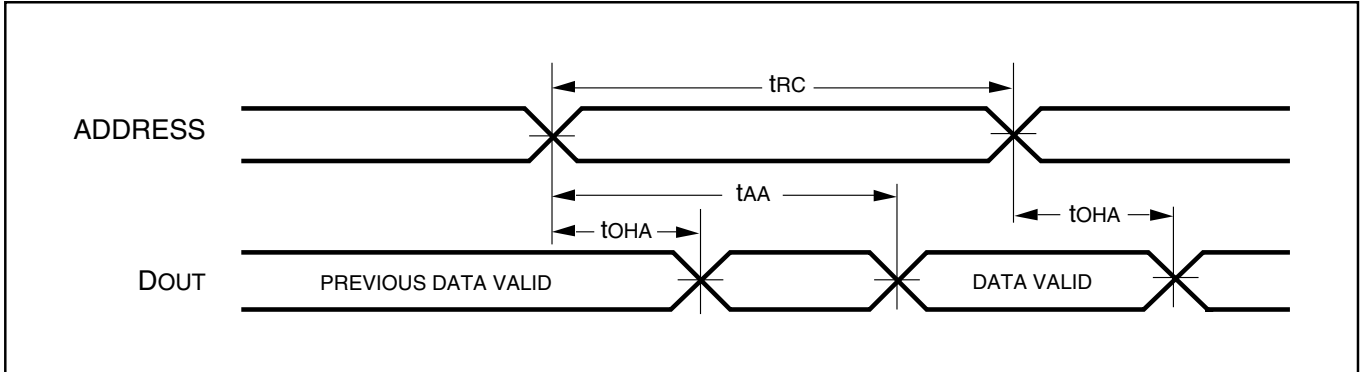 tRC
ADDRESS
tAA
tOHA
tOHA
DOUT
PREVIOUS DATA VALID
DATA VALID